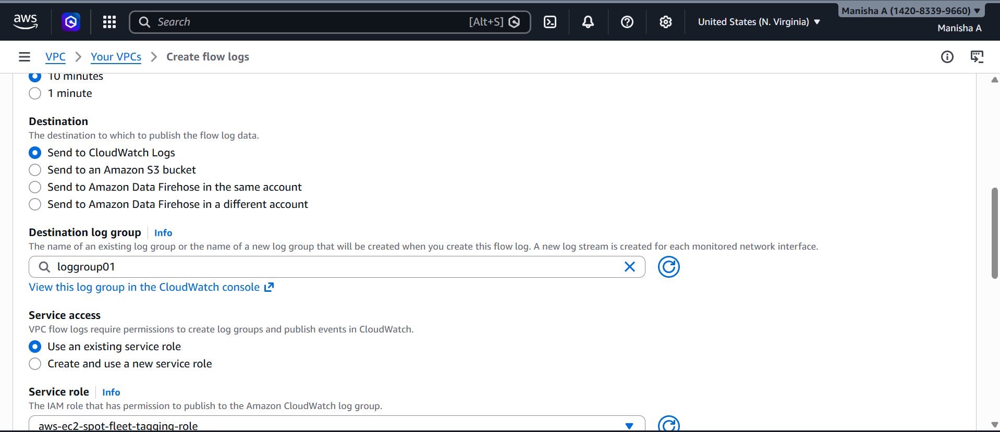 aws
Search [Alt+S]
United States (N. Virginia)
Manisha A (1420-8339-9660)
Manisha A
VPC
Your VPCs
Create flow logs
10 minutes
1 minute
Destination
The destination to which to publish the flow log data.
Send to CloudWatch Logs
Send to an Amazon S3 bucket
Send to Amazon Data Firehose in the same account
Send to Amazon Data Firehose in a different account
Destination log group Info
The name of an existing log group or the name of a new log group that will be created when you create this flow log. A new log stream is created for each monitored network interface.
loggroup01
View this log group in the CloudWatch console
Service access
VPC flow logs require permissions to create log groups and publish events in CloudWatch.
Use an existing service role
Create and use a new service role
Service role Info
The IAM role that has permission to publish to the Amazon CloudWatch log group.
aws-ec2-spot-fleet-tagging-role